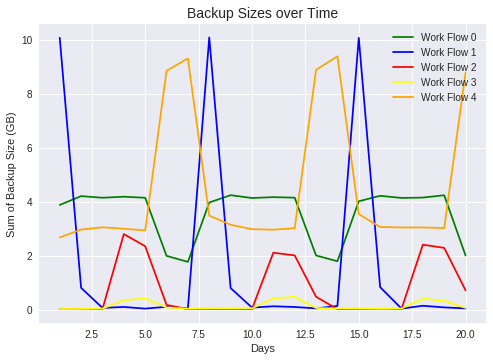 Backup Sizes over Time
Sum of Backup Size (GB)
10
8
6
4
2
0
Work Flow 0
Work Flow 1
Work Flow 2
Work Flow 3
Work Flow 4
2.5 5.0 7.5 10.0 12.5 15.0 17.5 20.0
Days